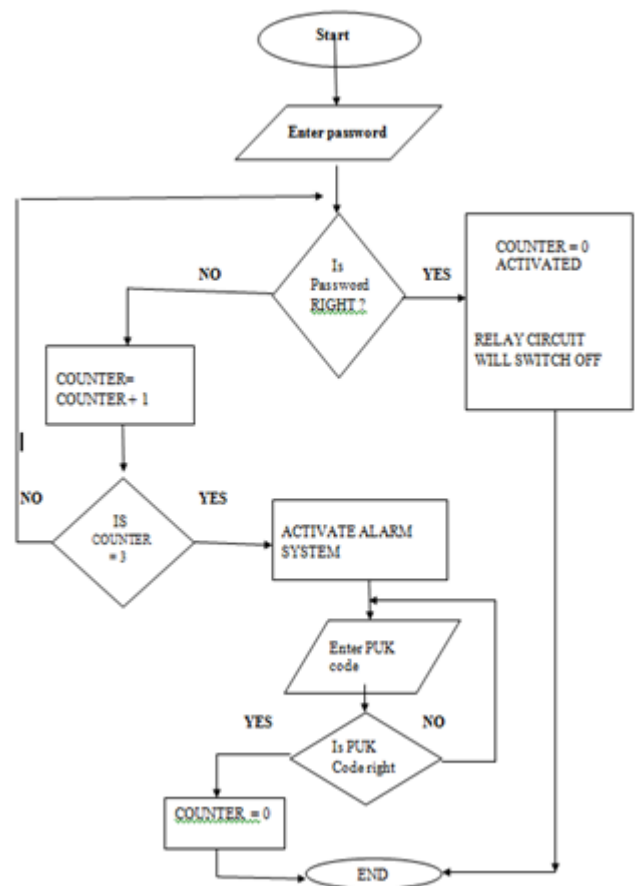 Start
Enter password
Is
Password
RIGHT ?
NO
YES
COUNTER = 0
ACTIVATED
RELAY CIRCUIT
WILL SWITCH OFF
COUNTER=
COUNTER + 1
NO
YES
IS
COUNTER
= 3
ACTIVATE ALARM
SYSTEM
Enter PUK
code
YES
NO
Is PUK
Code right
COUNTER = 0
END